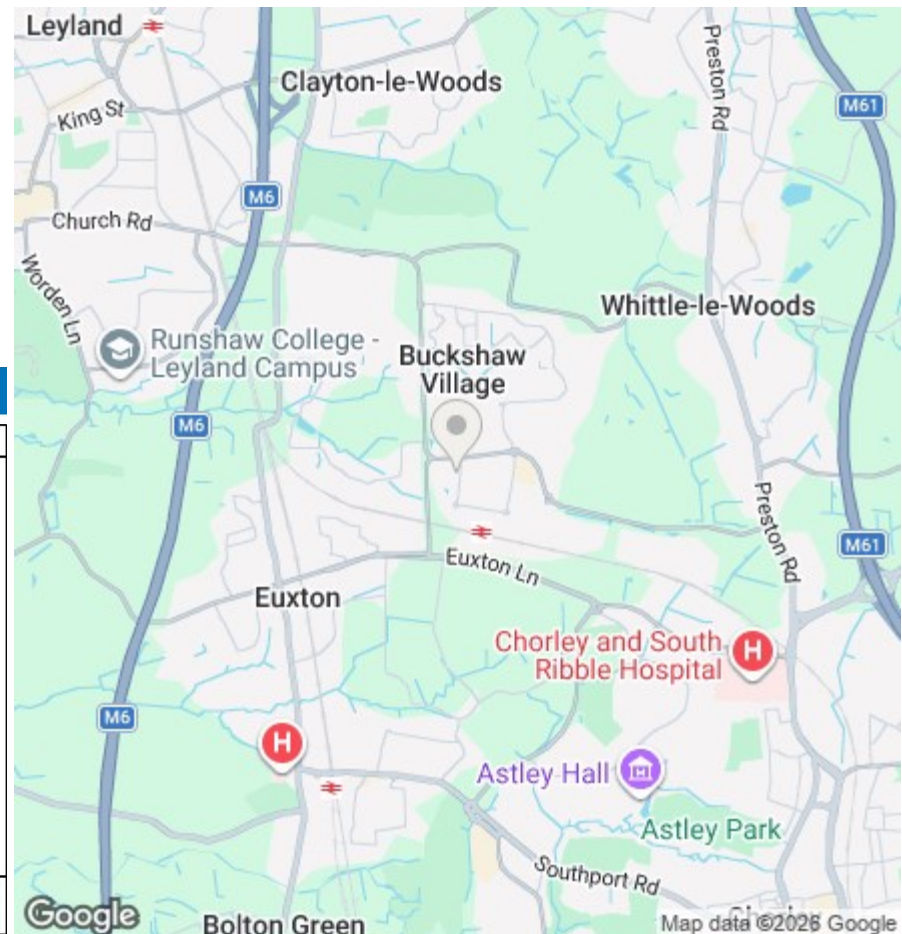 Leyland
Clayton-le-Woods
Preston Rd
M61
King St
M6
Church Rd
Worden Ln
Whittle-le-Woods
Runshaw College -
Leyland Campus
Buckshaw
Village
M6
Preston Rd
M61
Euxton Ln
Euxton
Chorley and South
Ribble Hospital
H
M6
H
Astley Hall
Astley Park
Southport Rd
Chorley
Google
Bolton Green
Map data ©2026 Google